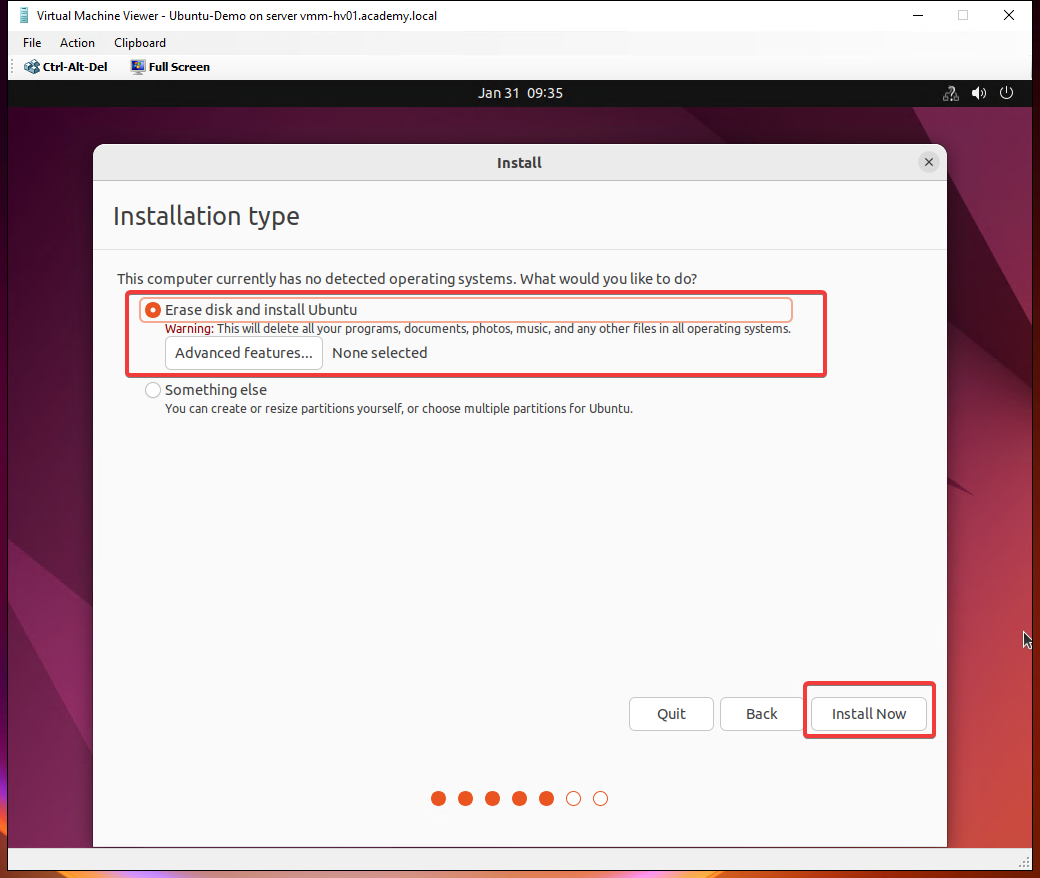 Virtual Machine Viewer - Ubuntu-Demo on server vmm-hv01.academy.local
File Action Clipboard
Ctrl-Alt-Del Full Screen
Jan 31 09:35
Install
Installation type
This computer currently has no detected operating systems. What would you like to do?
Erase disk and install Ubuntu
Warning: This will delete all your programs, documents, photos, music, and any other files in all operating systems.
Advanced features... None selected
Something else
You can create or resize partitions yourself, or choose multiple partitions for Ubuntu.
Quit Back Install Now